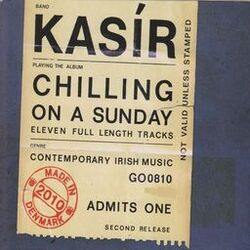 BAND
KASÍR
PLAYING THE ALBUM
CHILLING
ON A SUNDAY
ELEVEN FULL LENGTH TRACKS
GENRE
CONTEMPORARY IRISH MUSIC
GO0810
ADMITS ONE
SECOND RELEASE
NOT VALID UNLESS STAMPED
MADE IN
2010
DENMARK